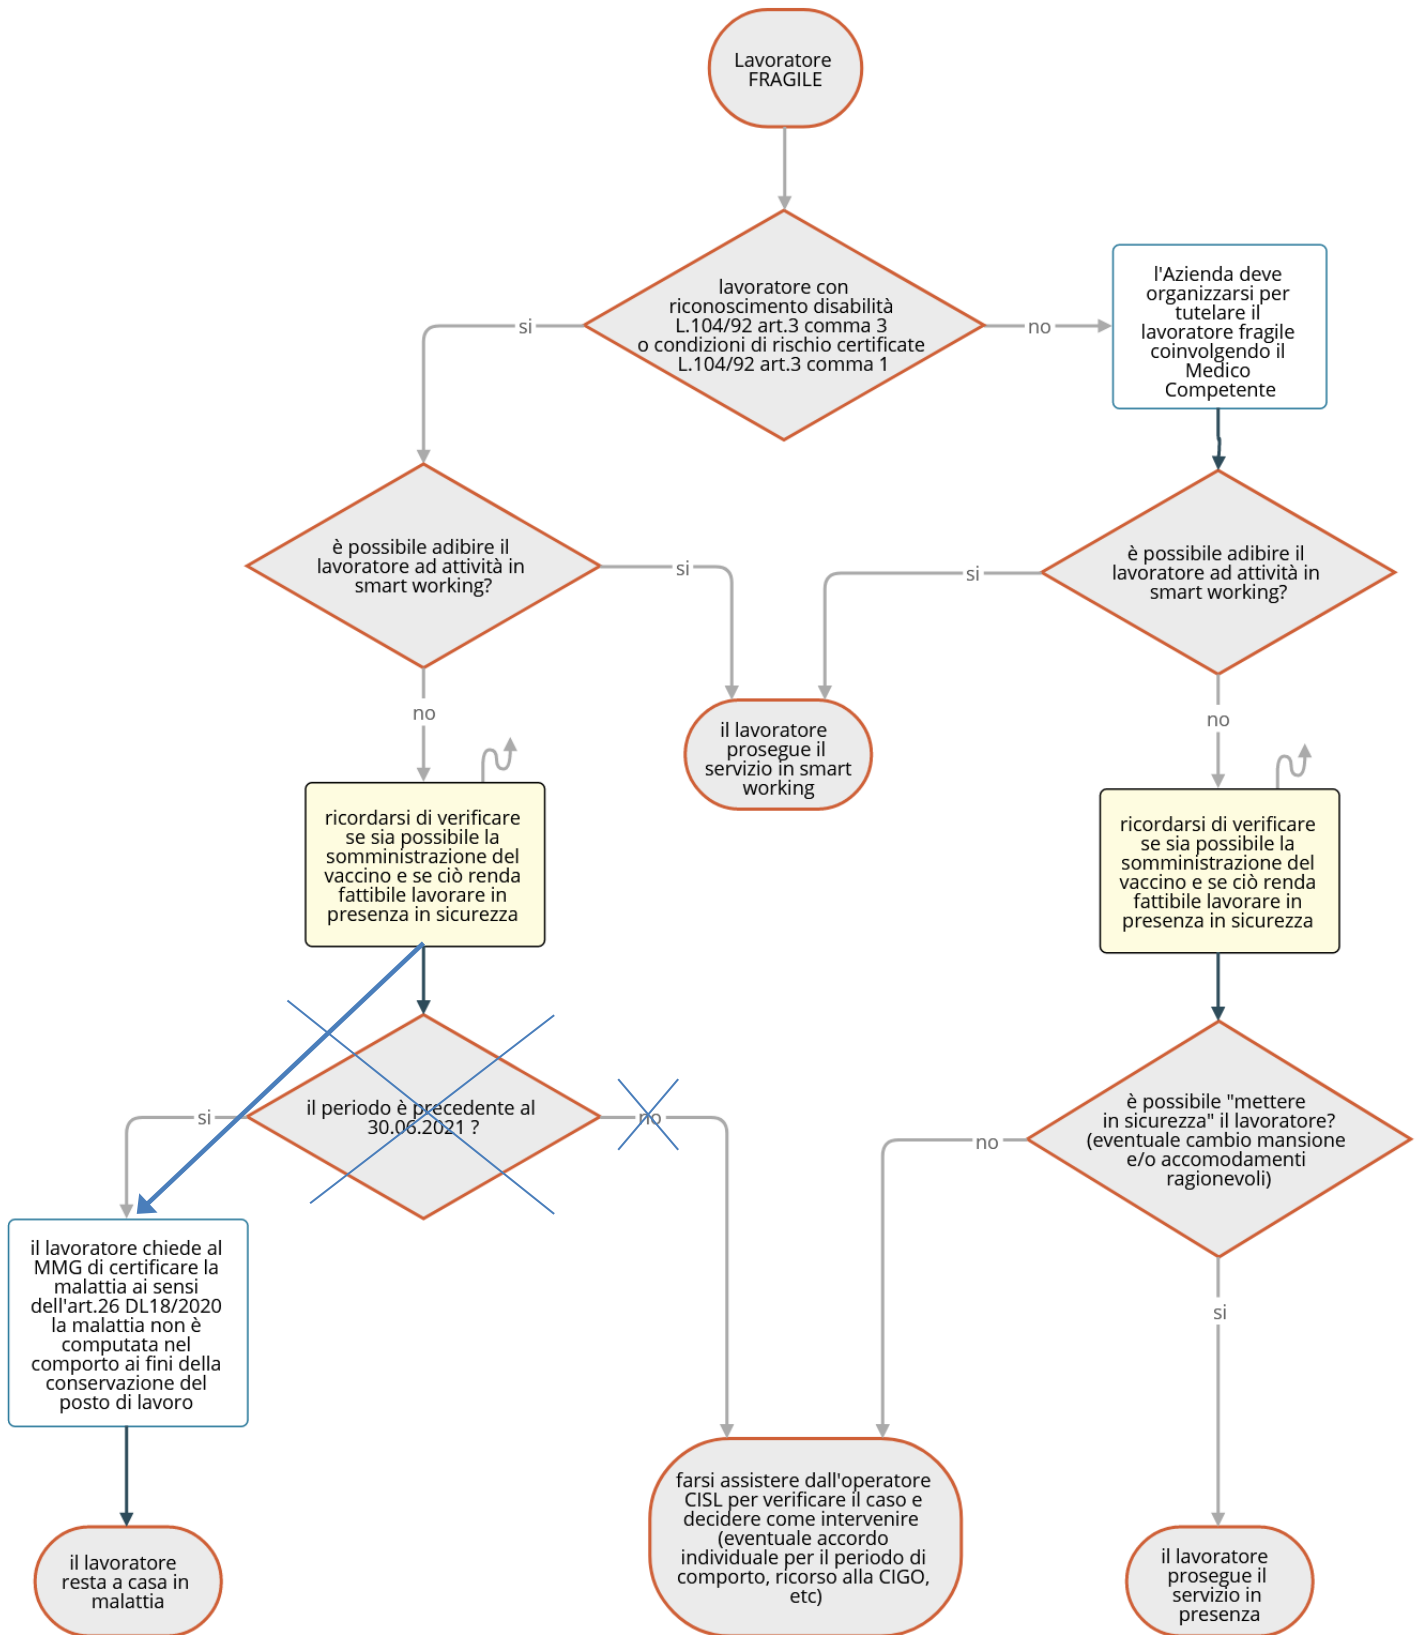 Lavoratore
FRAGILE
lavoratore con
riconoscimento disabilità
L.104/92 art.3 comma 3
o condizioni di rischio certificate
L.104/92 art.3 comma 1
si
no
l'Azienda deve
organizzarsi per
tutelare il
lavoratore fragile
coinvolgendo il
Medico
Competente
è possibile adibire il
lavoratore ad attività in
smart working?
si
no
è possibile adibire il
lavoratore ad attività in
smart working?
si
no
il lavoratore
prosegue il
servizio in smart
working
ricordarsi di verificare
se sia possibile la
somministrazione del
vaccino e se ciò renda
fattibile lavorare in
presenza in sicurezza
ricordarsi di verificare
se sia possibile la
somministrazione del
vaccino e se ciò renda
fattibile lavorare in
presenza in sicurezza
il periodo è precedente al
30.06.2021 ?
si
no
è possibile "mettere
in sicurezza" il lavoratore?
(eventuale cambio mansione
e/o accomodamenti
ragionevoli)
no
si
il lavoratore chiede al
MMG di certificare la
malattia ai sensi
dell'art.26 DL18/2020
la malattia non è
computata nel
comporto ai fini della
conservazione del
posto di lavoro
il lavoratore
resta a casa in
malattia
farsi assistere dall'operatore
CISL per verificare il caso e
decidere come intervenire
(eventuale accordo
individuale per il periodo di
comporto, ricorso alla CIGO,
etc)
il lavoratore
prosegue il
servizio in
presenza